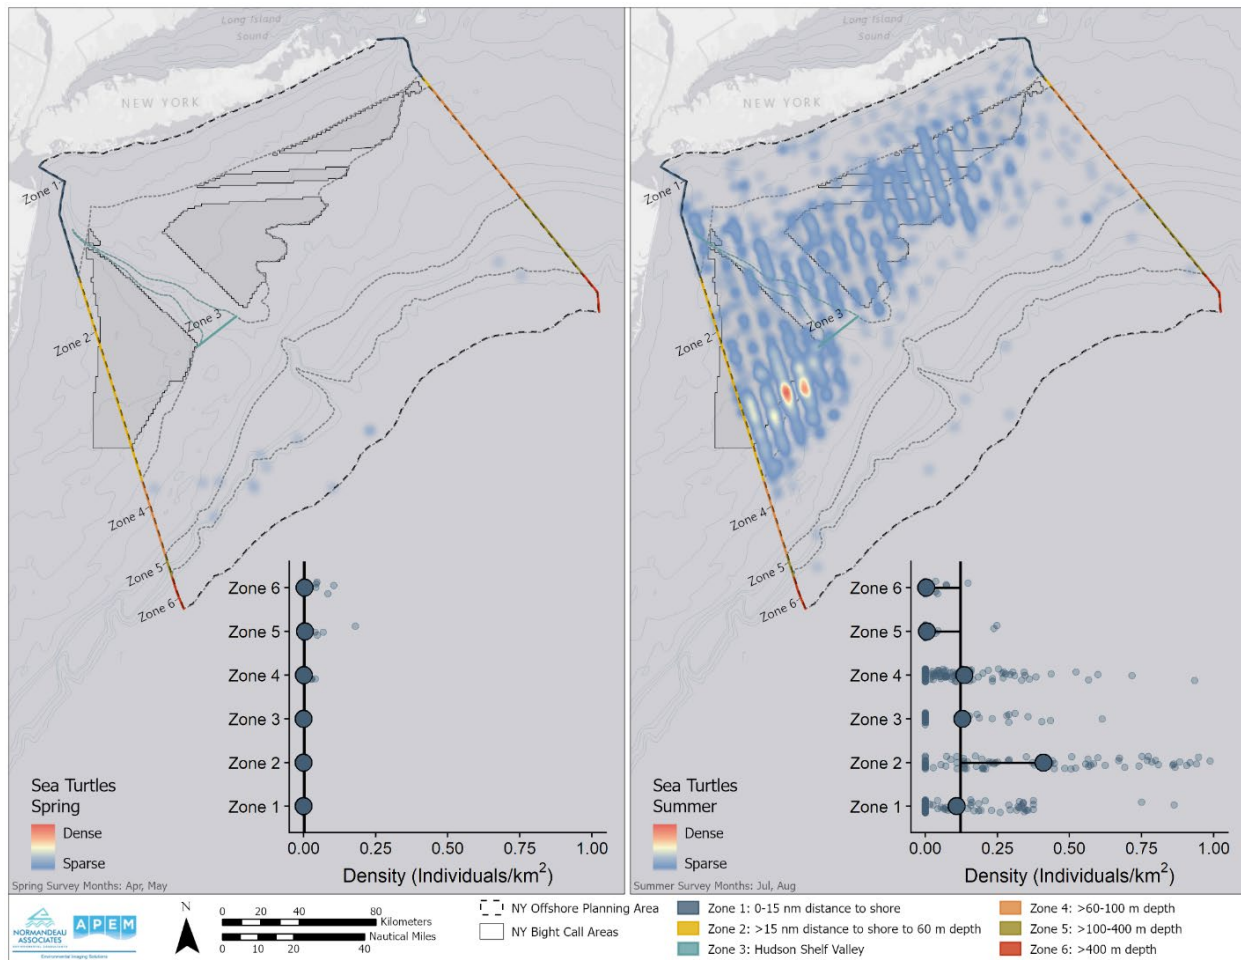 Long Island
Sound
NEW YORK
Zone 1
Zone 2
Zone 3
Zone 4
Zone 5
Zone 6
Zone 6
Zone 5
Zone 4
Zone 3
Zone 2
Zone 1
0.00 0.25 0.50 0.75 1.00
Density (Individuals/km²)
Sea Turtles
Spring
Dense
Sparse
Spring Survey Months: Apr, May
Long Island
Sound
NEW YORK
Zone 1
Zone 2
Zone 3
Zone 4
Zone 5
Zone 6
Zone 6
Zone 5
Zone 4
Zone 3
Zone 2
Zone 1
0.00 0.25 0.50 0.75 1.00
Density (Individuals/km²)
Sea Turtles
Summer
Dense
Sparse
Summer Survey Months: Jul, Aug
NORMANDEAU
ASSOCIATES
ENVIRONMENTAL CONSULTANTS
APEM
Environmental Imaging Solutions
N
0 20 40 80
Kilometers
Nautical Miles
0 10 20 40
NY Offshore Planning Area
NY Bight Call Areas
Zone 1: 0-15 nm distance to shore
Zone 2: >15 nm distance to shore to 60 m depth
Zone 3: Hudson Shelf Valley
Zone 4: >60-100 m depth
Zone 5: >100-400 m depth
Zone 6: >400 m depth